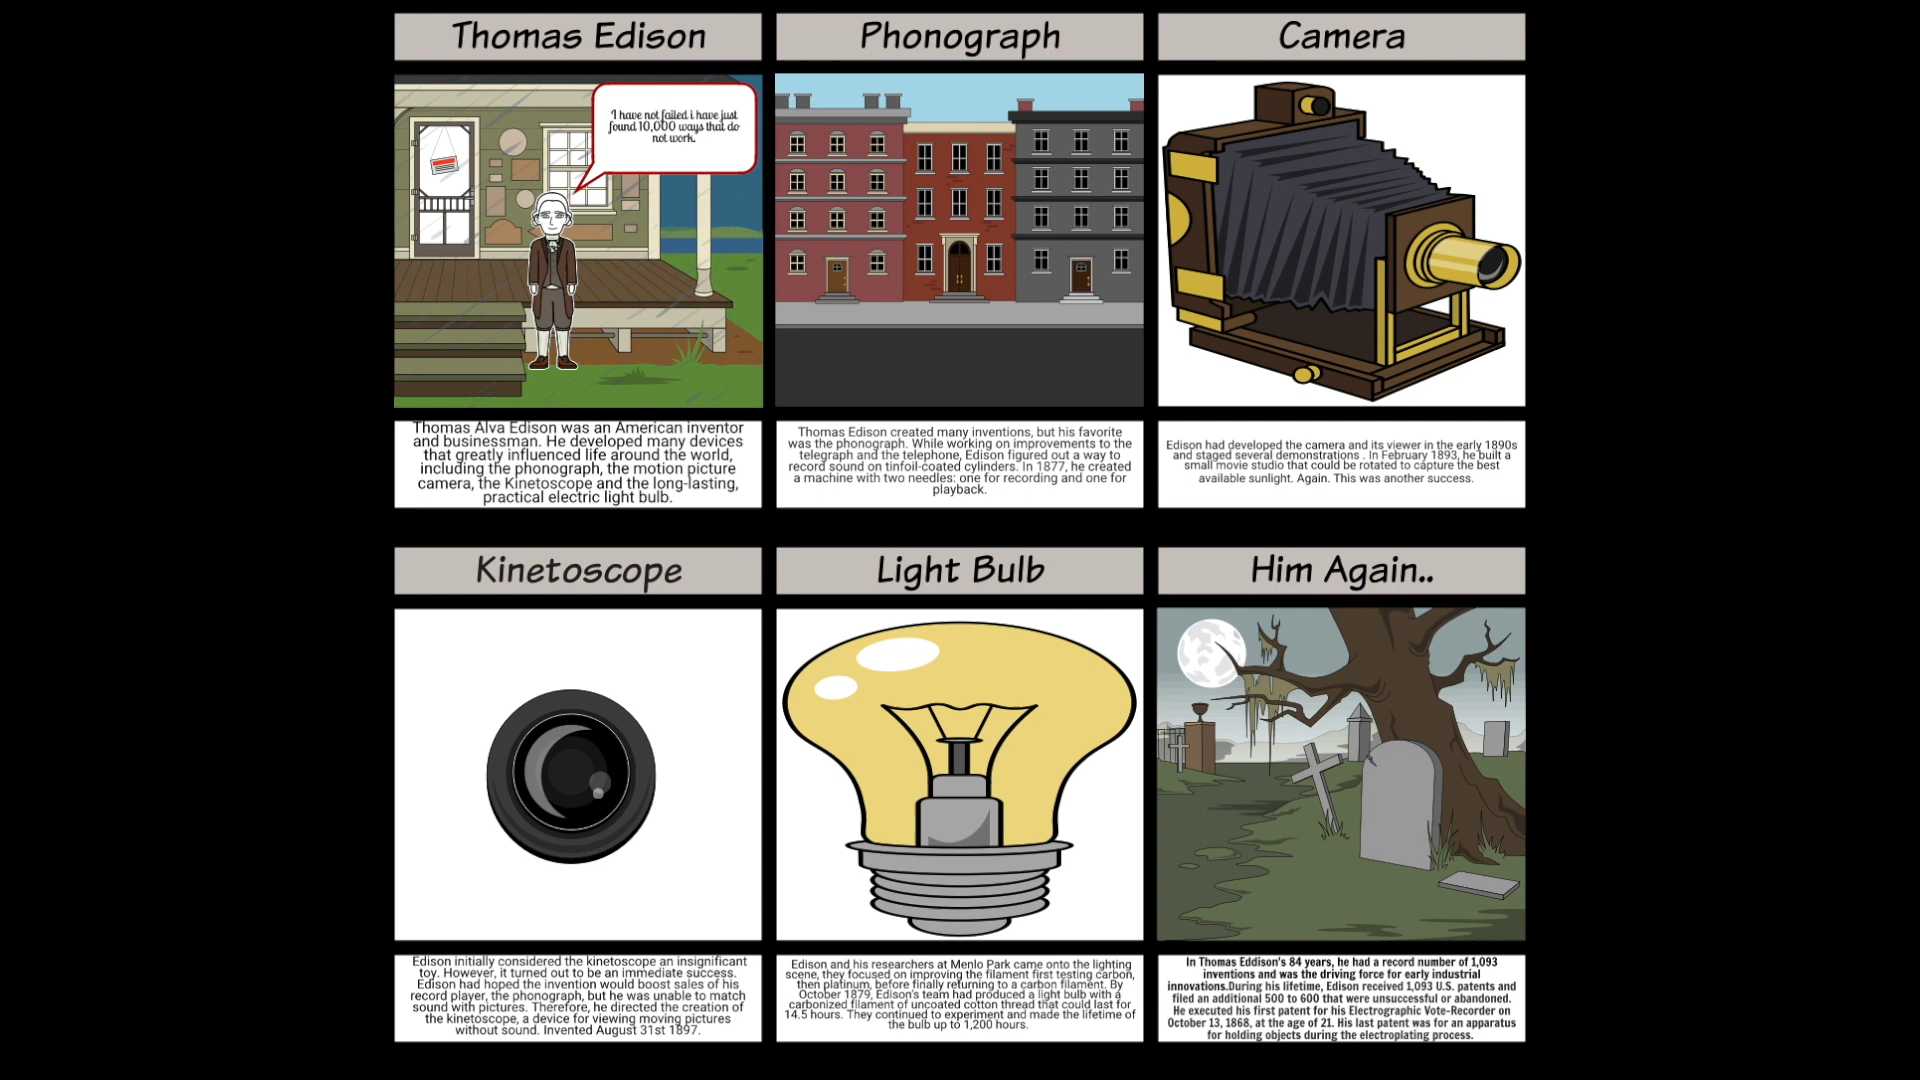 Thomas Edison
I have not failed i have just
found 10,000 ways that do
not work.
Thomas Alva Edison was an American inventor
and businessman. He developed many devices
that greatly influenced life around the world,
including the phonograph, the motion picture
camera, the Kinetoscope and the long-lasting,
practical electric light bulb.
Phonograph
Thomas Edison created many inventions, but his favorite
was the phonograph. While working on improvements to the
telegraph and the telephone, Edison figured out a way to
record sound on tinfoil-coated cylinders. In 1877, he created
a machine with two needles: one for recording and one for
playback.
Camera
Edison had developed the camera and its viewer in the early 1890s
and staged several demonstrations . In February 1893, he built a
small movie studio that could be rotated to capture the best
available sunlight. Again. This was another success.
Kinetoscope
Edison initially considered the kinetoscope an insignificant
toy. However, it turned out to be an immediate success.
Edison had hoped the invention would boost sales of his
record player, the phonograph, but he was unable to match
sound with pictures. Therefore, he directed the creation of
the kinetoscope, a device for viewing moving pictures
without sound. Invented August 31st 1897.
Light Bulb
Edison and his researchers at Menlo Park came onto the lighting
scene, they focused on improving the filament first testing carbon,
then platinum, before finally returning to a carbon filament. By
October 1879, Edison's team had produced a light bulb with a
carbonized filament of uncoated cotton thread that could last for
14.5 hours. They continued to experiment and made the lifetime of
the bulb up to 1,200 hours.
Him Again..
In Thomas Eddison's 84 years, he had a record number of 1,093
inventions and was the driving force for early industrial
innovations.During his lifetime, Edison received 1,093 U.S. patents and
filed an additional 500 to 600 that were unsuccessful or abandoned.
He executed his first patent for his Electrographic Vote-Recorder on
October 13, 1868, at the age of 21. His last patent was for an apparatus
for holding objects during the electroplating process.